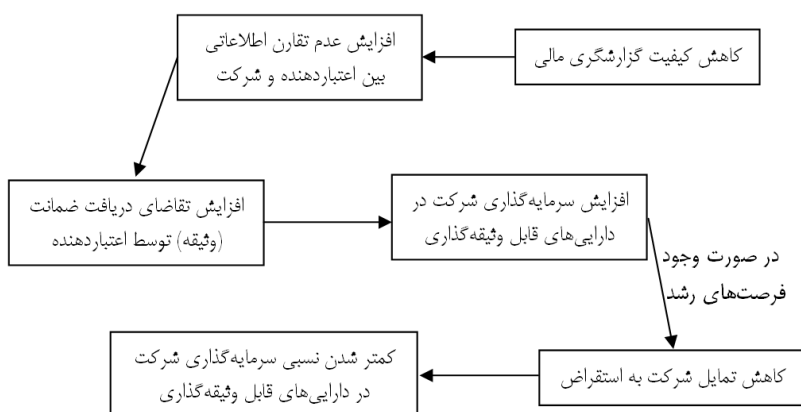 کاهش کیفیت گزارشگری مالی
افزایش عدم تقارن اطلاعاتی
بین اعتباردهنده و شرکت
افزایش تقاضای دریافت ضمانت
(وثیقه) توسط اعتباردهنده
افزایش سرمایه‌گذاری شرکت در
دارایی‌های قابل وثیقه‌گذاری
در صورت وجود
فرصت‌های رشد
کاهش تمایل شرکت به استقراض
کمتر شدن نسبی سرمایه‌گذاری شرکت
در دارایی‌های قابل وثیقه‌گذاری